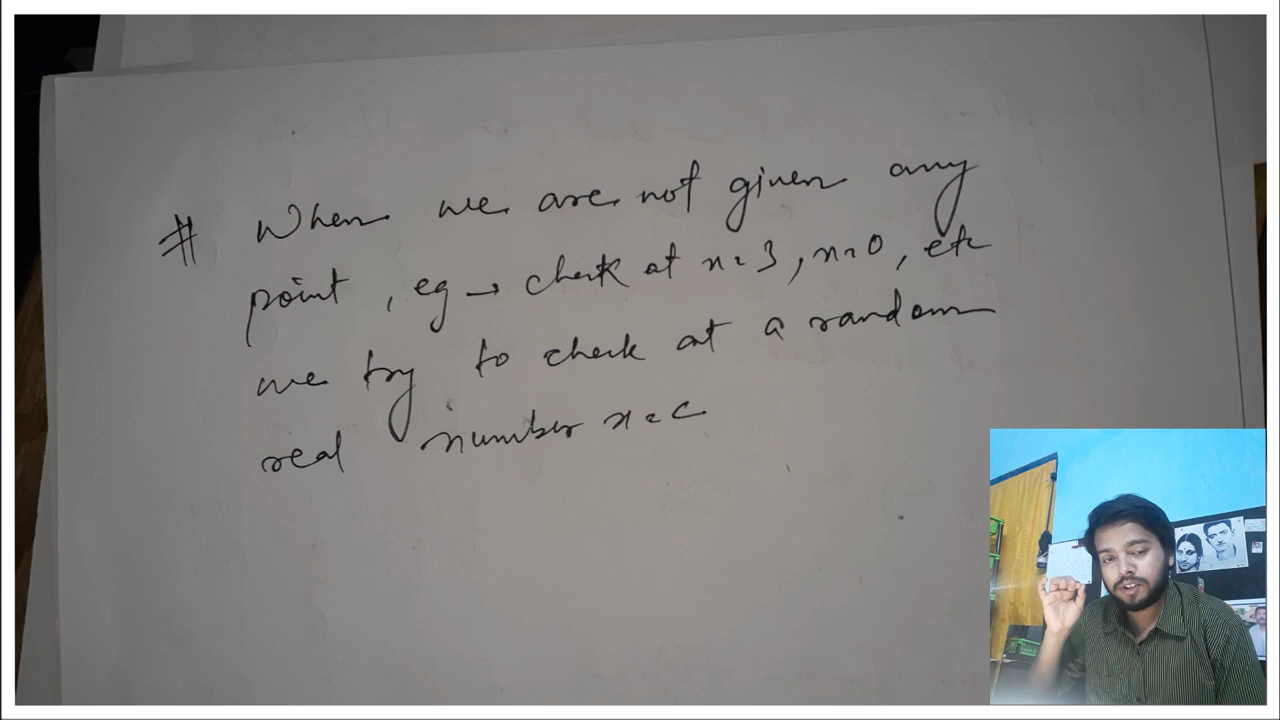 # When we are not given any
point, eg → check at x = 3, x = 0, etc
we try to check at a random
real number x = c